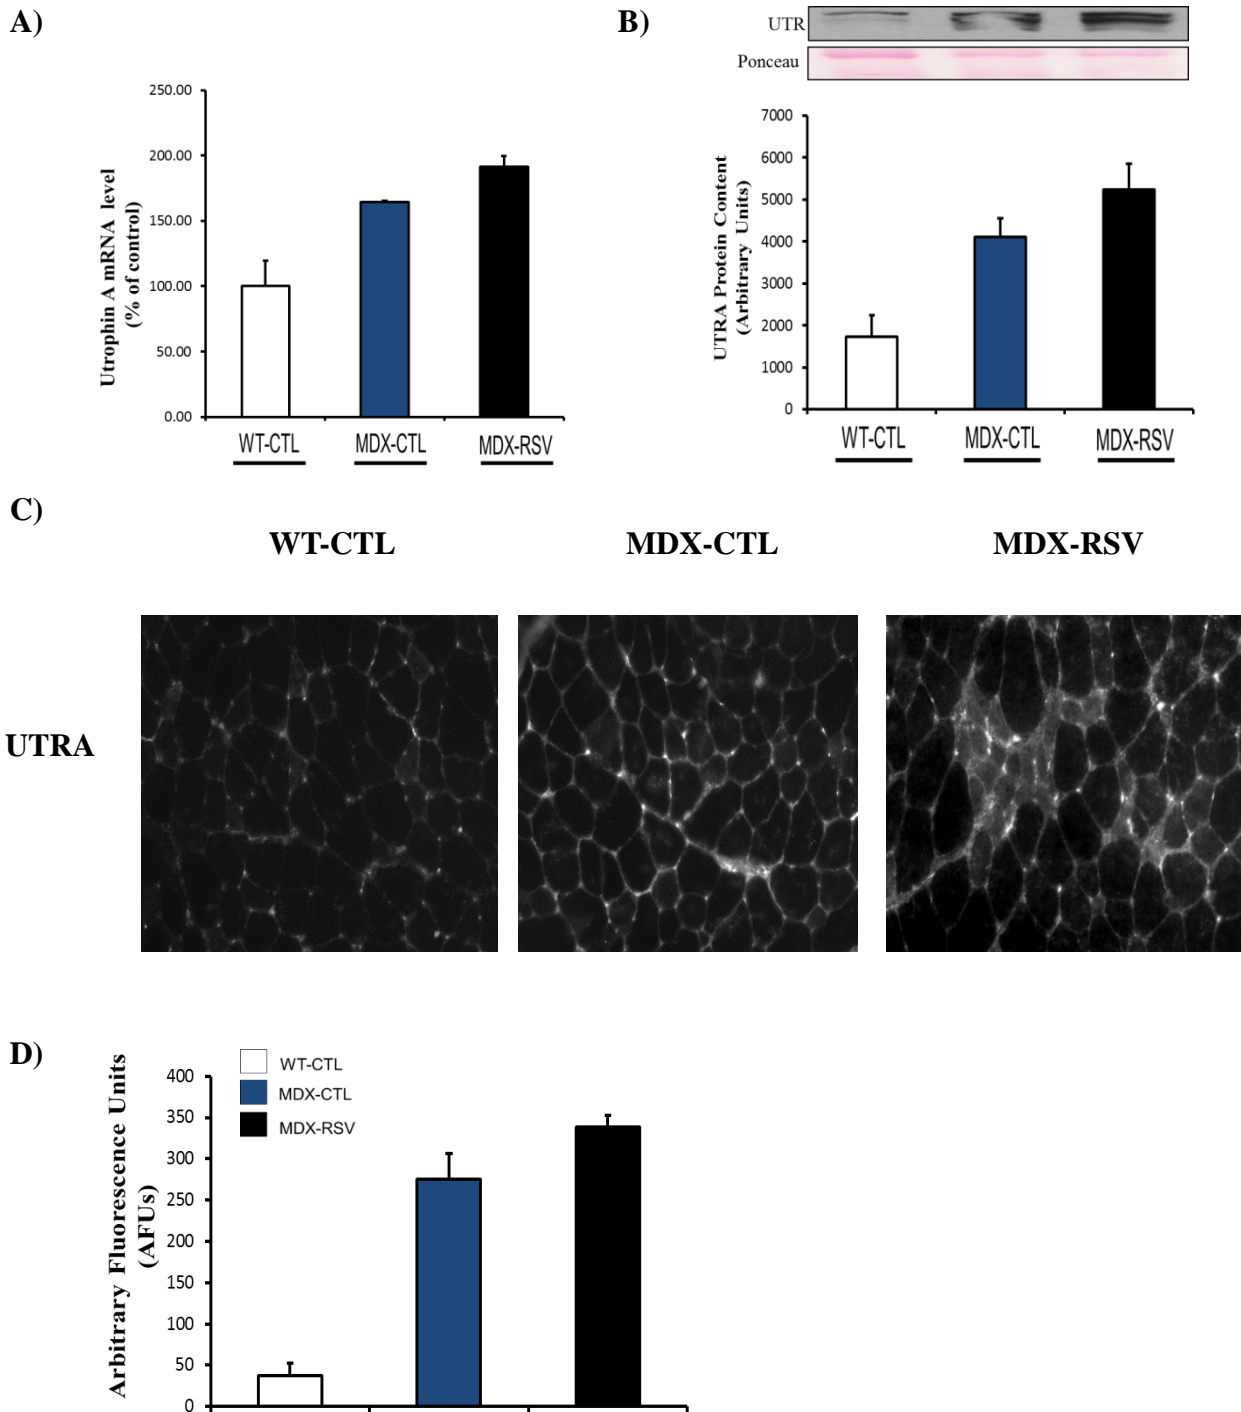 A)
250.00
200.00
150.00
100.00
50.00
0.00
Utrophin A mRNA level
(% of control)
WT-CTL
MDX-CTL
MDX-RSV
B)
UTR
Ponceau
7000
6000
5000
4000
3000
2000
1000
0
UTRA Protein Content
(Arbitrary Units)
WT-CTL
MDX-CTL
MDX-RSV
C)
WT-CTL
MDX-CTL
MDX-RSV
UTRA
D)
Arbitrary Fluorescence Units
(AFUs)
400
350
300
250
200
150
100
50
0
WT-CTL
MDX-CTL
MDX-RSV